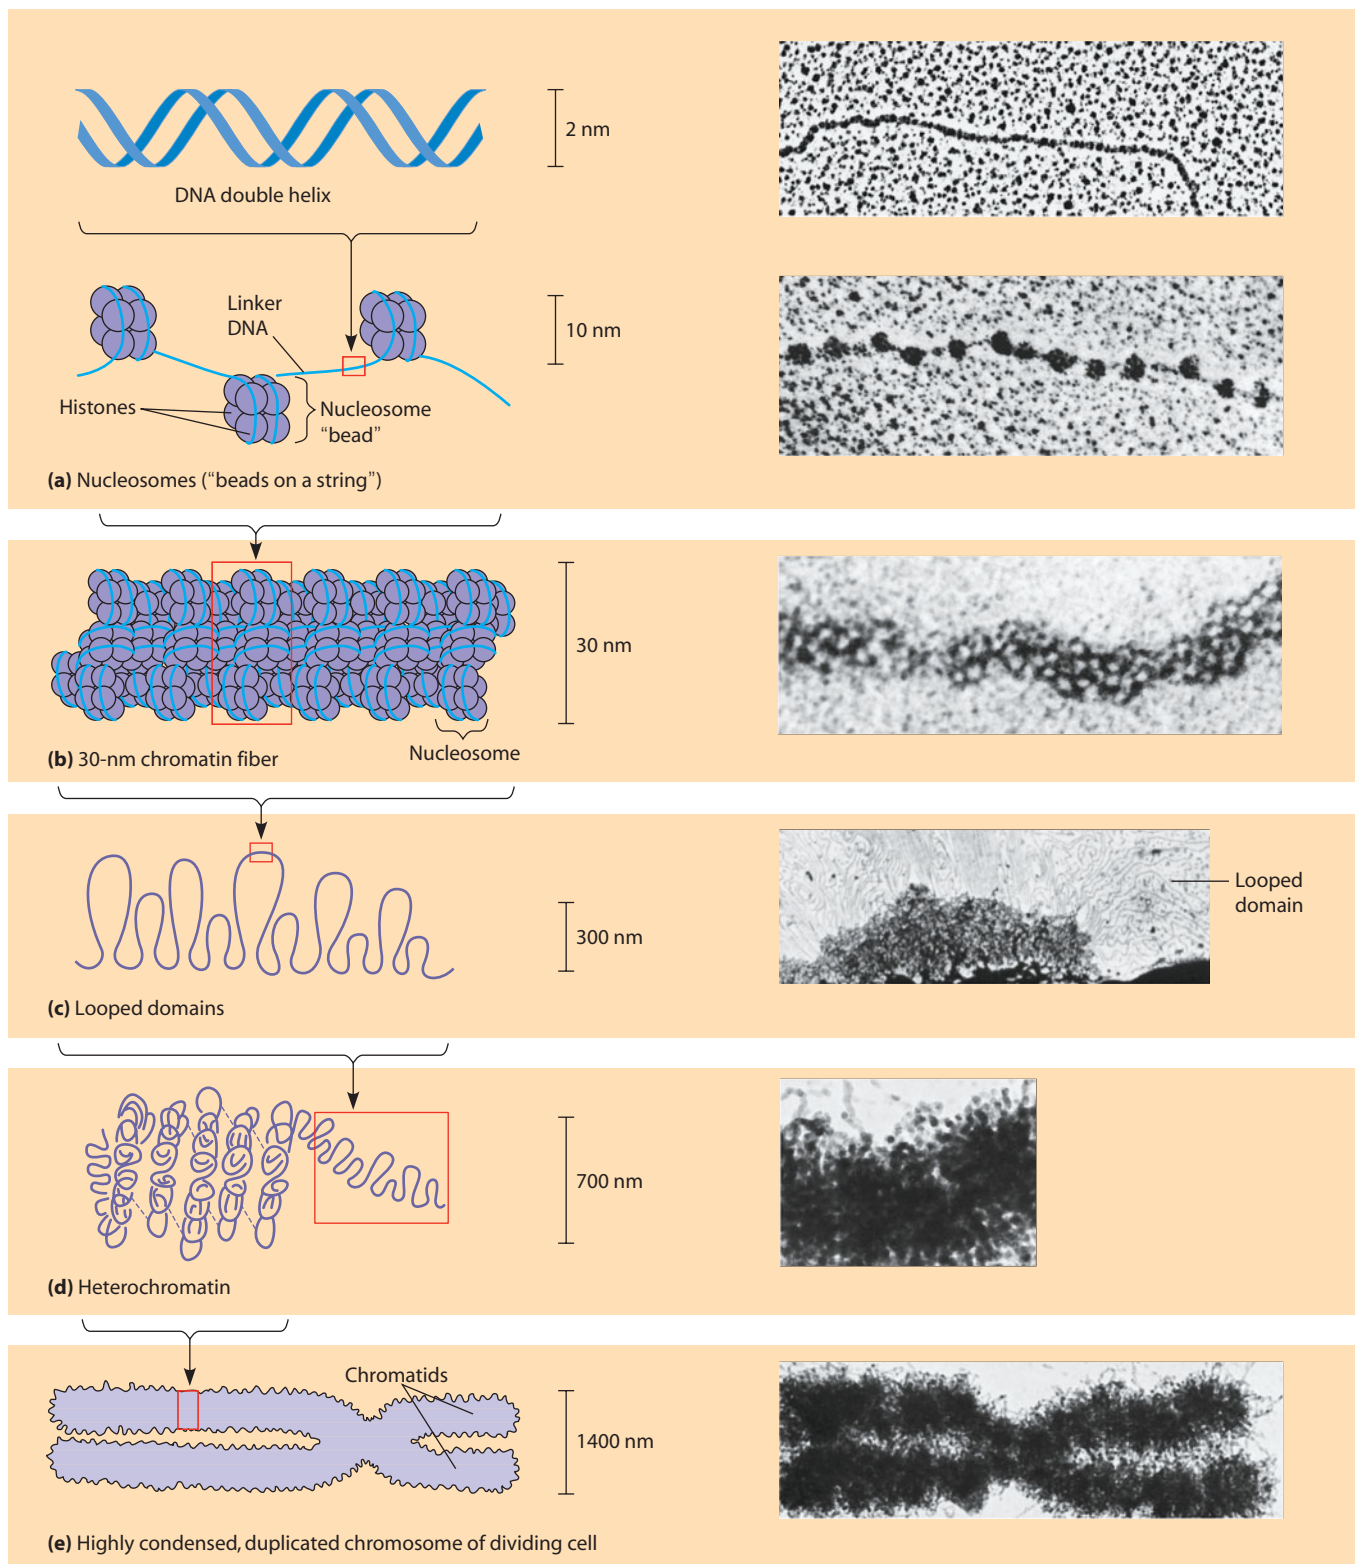 2 nm
DNA double helix
Linker
DNA
10 nm
Histones
Nucleosome
“bead”
(a) Nucleosomes (“beads on a string”)
30 nm
Nucleosome
(b) 30-nm chromatin fiber
Looped
domain
300 nm
(c) Looped domains
700 nm
(d) Heterochromatin
Chromatids
1400 nm
(e) Highly condensed, duplicated chromosome of dividing cell